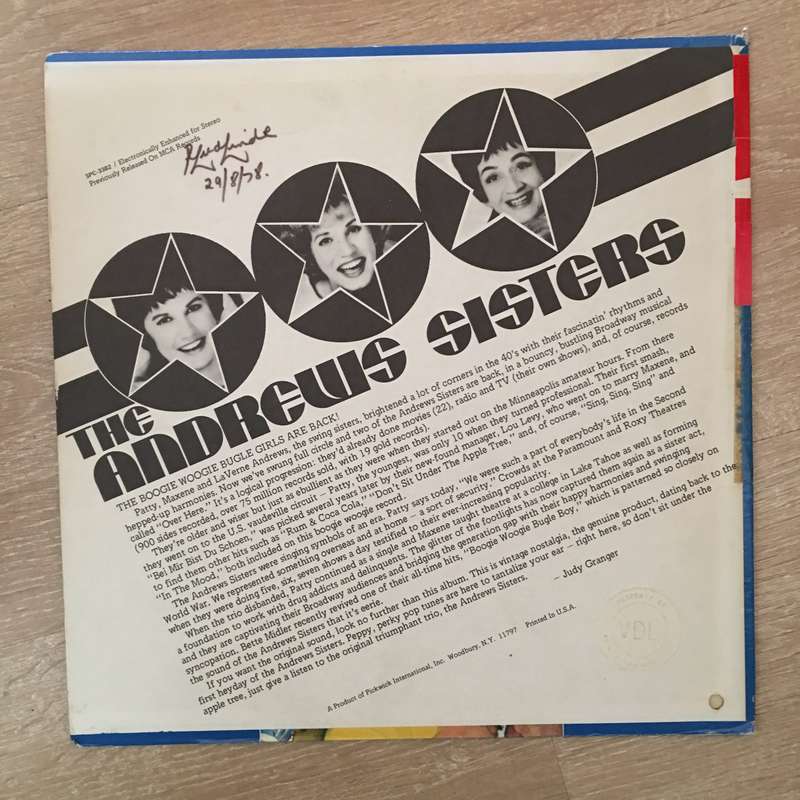 SPC-3382 / Electronically Enhanced for Stereo
Previously Released On MCA Records
29/8/78.
THE
ANDREWS SISTERS
THE BOOGIE WOOGIE BUGLE GIRLS ARE BACK!
Patty, Maxene and La Verne Andrews, the swing sisters, brightened a lot of corners in the 40's with their fascinatin' rhythms and
hepped-up harmonies. Now we've swung full circle and two of the Andrews Sisters are back, in a bouncy, bustling Broadway musical
called "Over Here." It's a logical progression: they'd already done movies (22), radio and TV (their own shows), and, of course, records
(900 sides recorded, over 75 million records sold, with 19 gold records).
They're older and wiser but just as ebullient as they were when they started out on the Minneapolis amateur hours. From there
they went on to the U.S. vaudeville circuit — Patty, the youngest, was only 10 when they turned professional. Their first smash,
"Bei Mir Bist Du Schoen," was picked several years later by their new-found manager, Lou Levy, who went on to marry Maxene, and
to find them other hits such as "Rum & Coca Cola," "Don't Sit Under The Apple Tree," and, of course, "Sing, Sing, Sing" and
"In The Mood," both included on this boogie woogie record.
The Andrews Sisters were singing symbols of an era. Patty says today, "We were such a part of everybody's life in the Second
World War. We represented something overseas and at home — a sort of security." Crowds at the Paramount and Roxy Theatres
when they were doing five, six, seven shows a day testified to their ever-increasing popularity.
When the trio disbanded, Patty continued as a single and Maxene taught theatre at a college in Lake Tahoe as well as forming
a foundation to work with drug addicts and delinquents. The glitter of the footlights has now captured them again as a sister act,
and they are captivating their Broadway audiences and bridging the generation gap with their happy harmonies and swinging
syncopation. Bette Midler recently revived one of their all-time hits, "Boogie Woogie Bugle Boy," which is patterned so closely on
the sound of the Andrews Sisters that it's eerie.
If you want the original sound, look no further than this album. This is vintage nostalgia, the genuine product, dating back to the
first heyday of the Andrews Sisters. Peppy, perky pop tunes are here to tantalize your ear — right here, so don't sit under the
apple tree, just give a listen to the original triumphant trio, the Andrews Sisters.
— Judy Granger
A Product of Pickwick International, Inc. Woodbury, N.Y. 11797 Printed in U.S.A.
PROPERTY OF
VDL